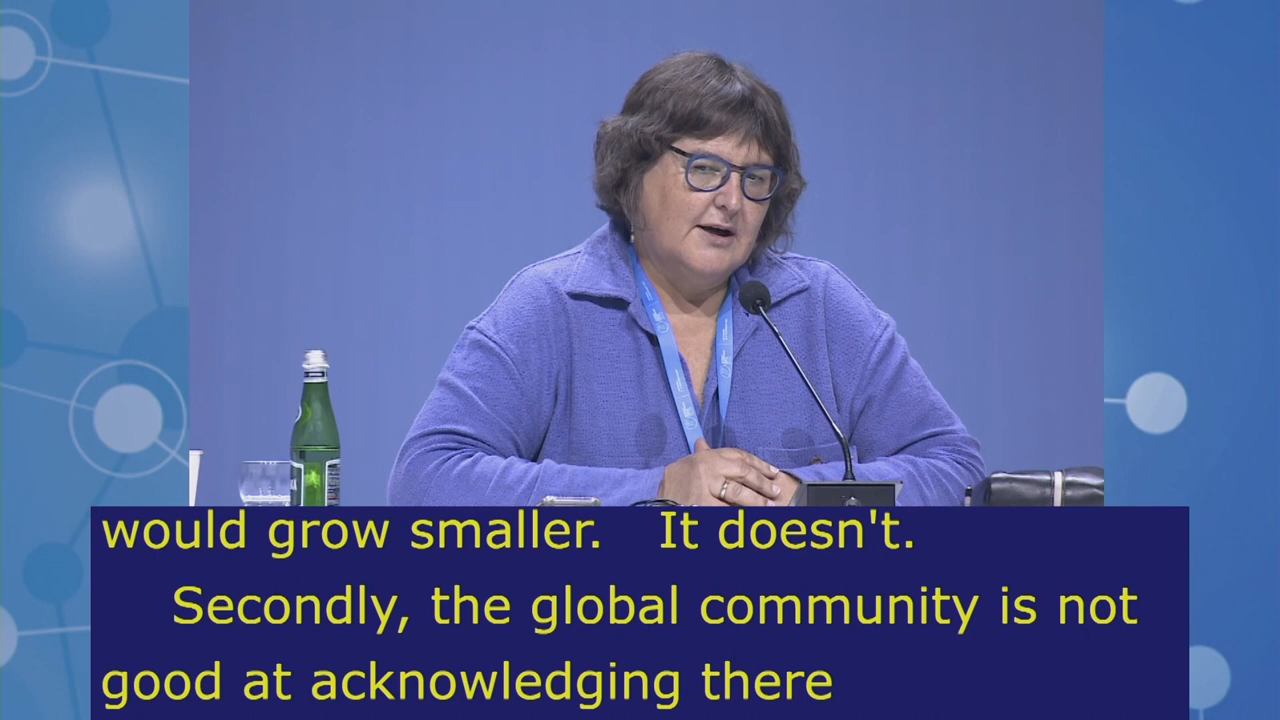 would grow smaller. It doesn't.
Secondly, the global community is not
good at acknowledging there